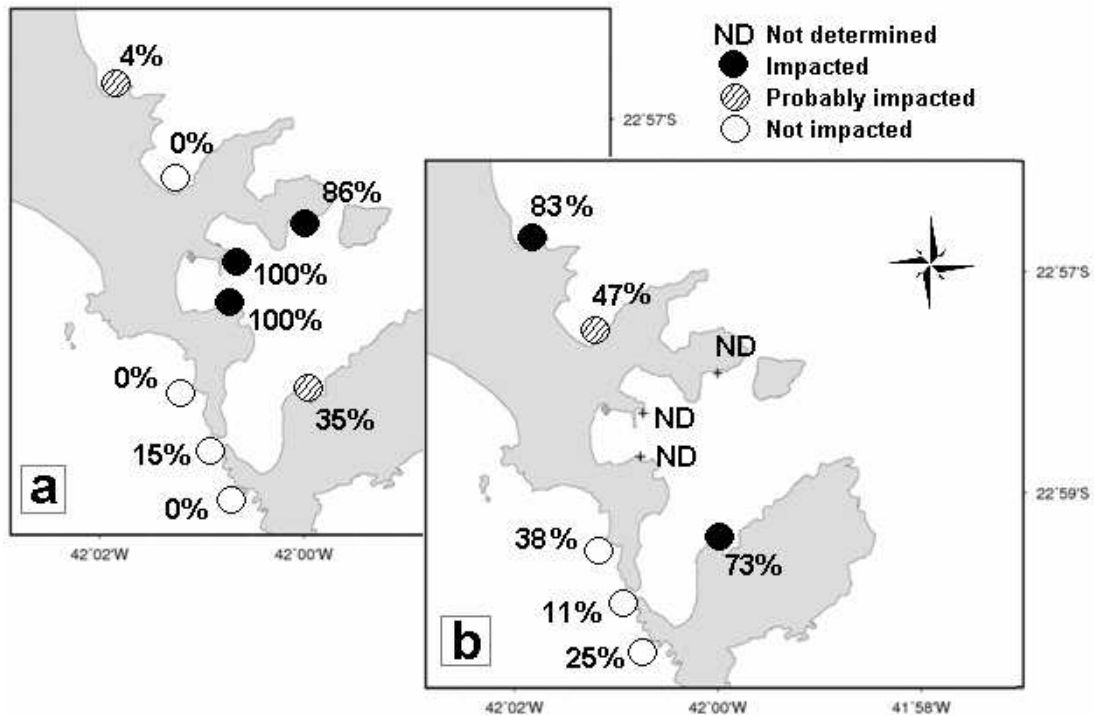 ND Not determined
Impacted
Probably impacted
Not impacted
4%
0%
86%
100%
100%
0%
35%
15%
0%
a
22°57'S
42°02'W
42°00'W
83%
47%
ND
ND
ND
38%
73%
11%
25%
b
22°57'S
22°59'S
42°02'W
42°00'W
41°58'W